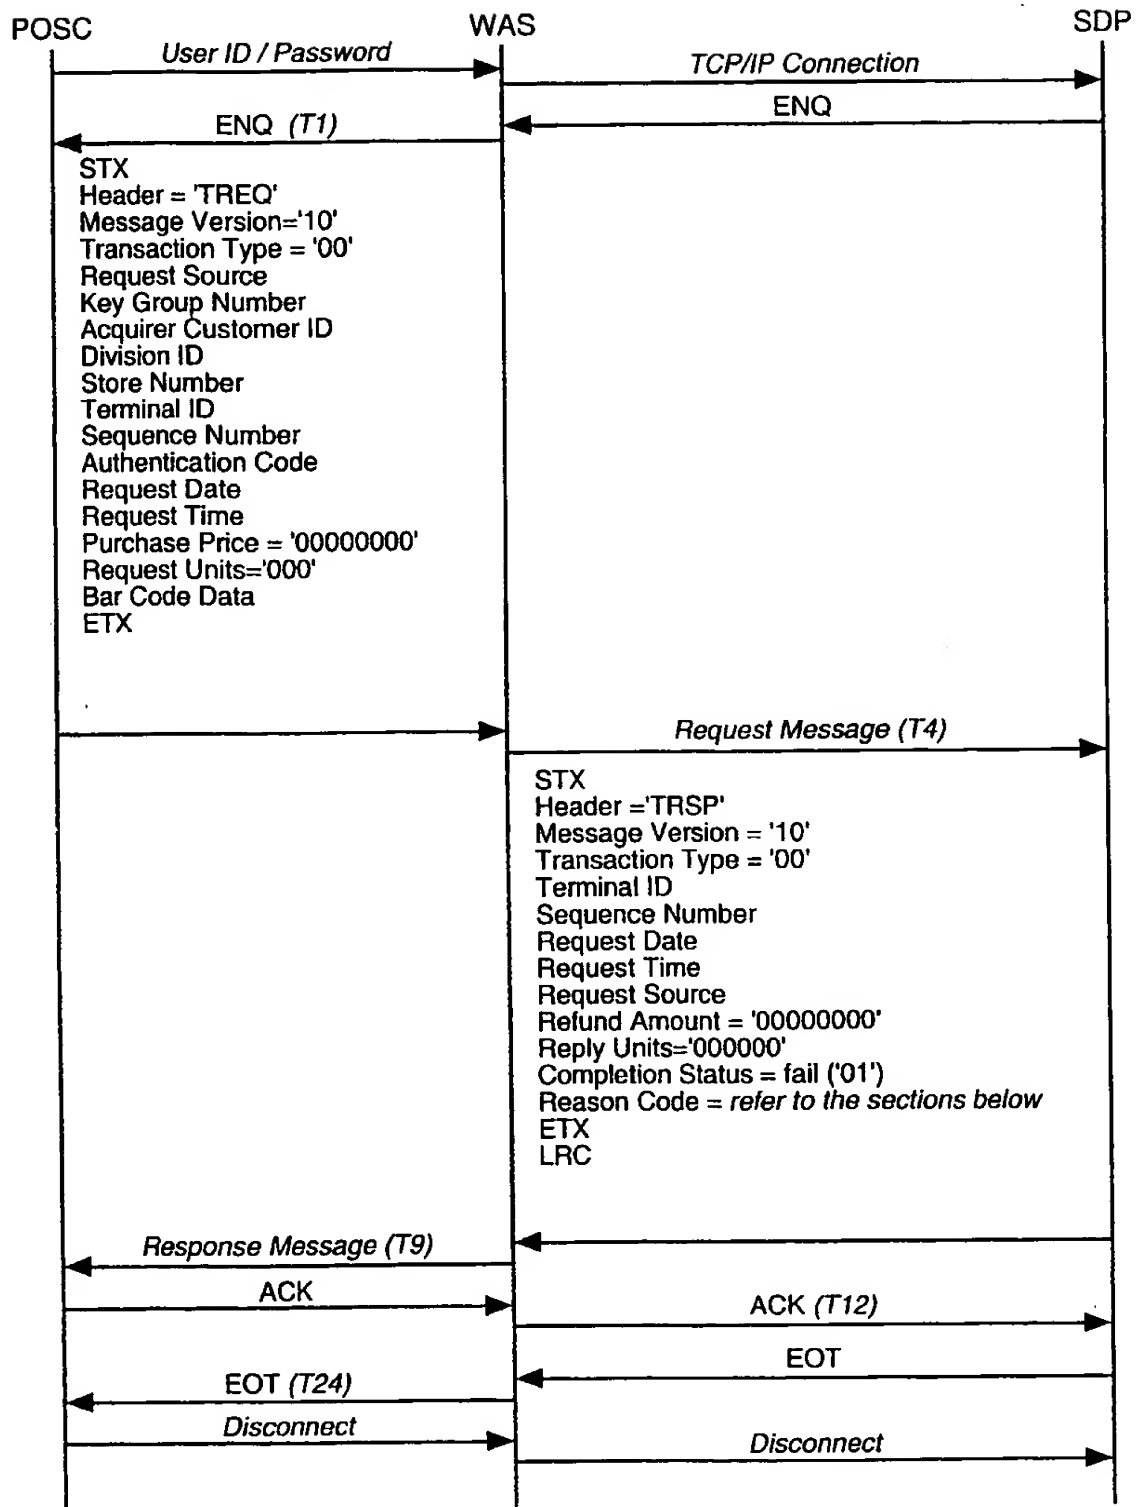 POSC WAS SDP
User ID / Password
TCP/IP Connection
ENQ
ENQ (T1)
STX
Header = 'TREQ'
Message Version='10'
Transaction Type = '00'
Request Source
Key Group Number
Acquirer Customer ID
Division ID
Store Number
Terminal ID
Sequence Number
Authentication Code
Request Date
Request Time
Purchase Price = '00000000'
Request Units='000'
Bar Code Data
ETX
Request Message (T4)
STX
Header ='TRSP'
Message Version = '10'
Transaction Type = '00'
Terminal ID
Sequence Number
Request Date
Request Time
Request Source
Refund Amount = '00000000'
Reply Units='000000'
Completion Status = fail ('01')
Reason Code = refer to the sections below
ETX
LRC
Response Message (T9)
ACK
ACK (T12)
EOT
EOT (T24)
Disconnect
Disconnect